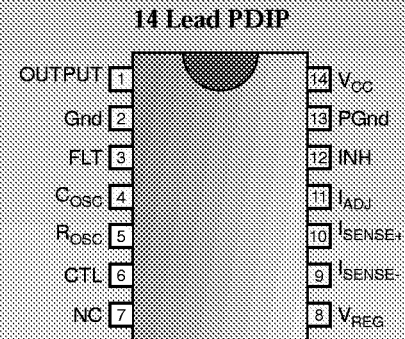 14 Lead PDIP
OUTPUT 1 14 VCC
Gnd 2 13 PGnd
FLT 3 12 INH
COSC 4 11 IADJ
ROSC 5 10 ISENSE+
CTL 6 9 ISENSE-
NC 7 8 VREG